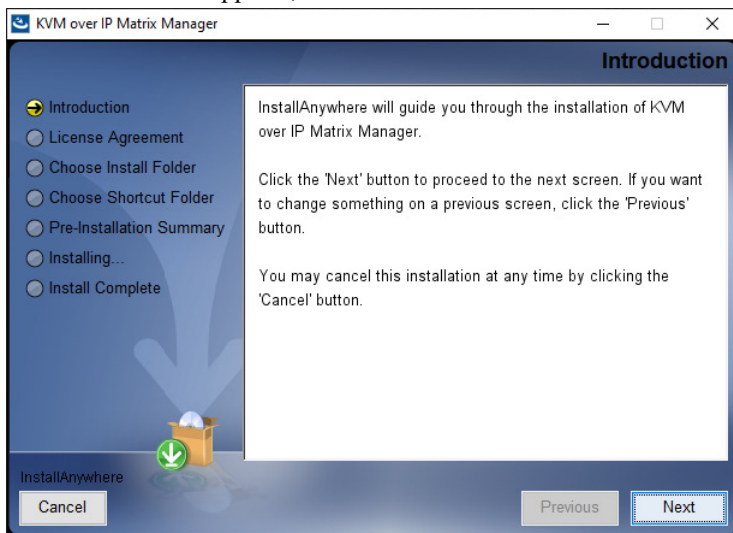 KVM over IP Matrix Manager
Introduction
Introduction
License Agreement
Choose Install Folder
Choose Shortcut Folder
Pre-Installation Summary
Installing...
Install Complete
InstallAnywhere will guide you through the installation of KVM
over IP Matrix Manager.
Click the 'Next' button to proceed to the next screen. If you want
to change something on a previous screen, click the 'Previous'
button.
You may cancel this installation at any time by clicking the
'Cancel' button.
InstallAnywhere
Cancel
Previous
Next